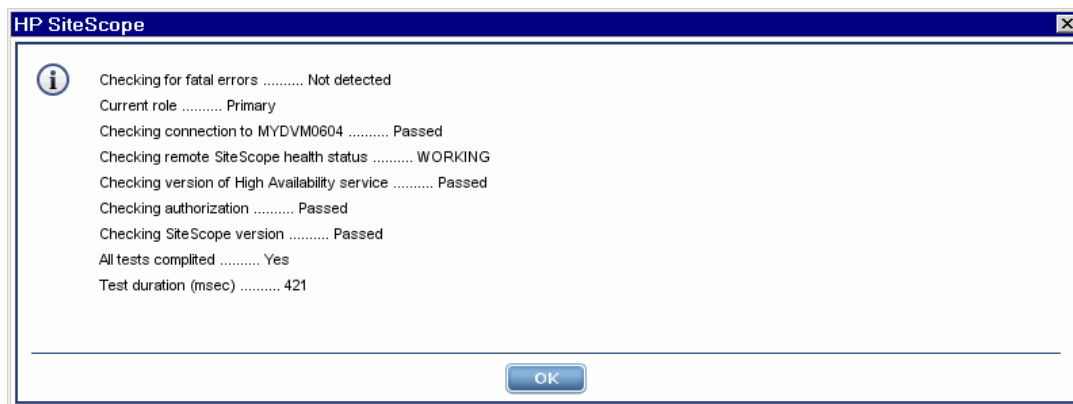 HP SiteScope
Checking for fatal errors .......... Not detected
Current role .......... Primary
Checking connection to MYDVM0604 .......... Passed
Checking remote SiteScope health status .......... WORKING
Checking version of High Availability service .......... Passed
Checking authorization .......... Passed
Checking SiteScope version .......... Passed
All tests complited .......... Yes
Test duration (msec) .......... 421
OK